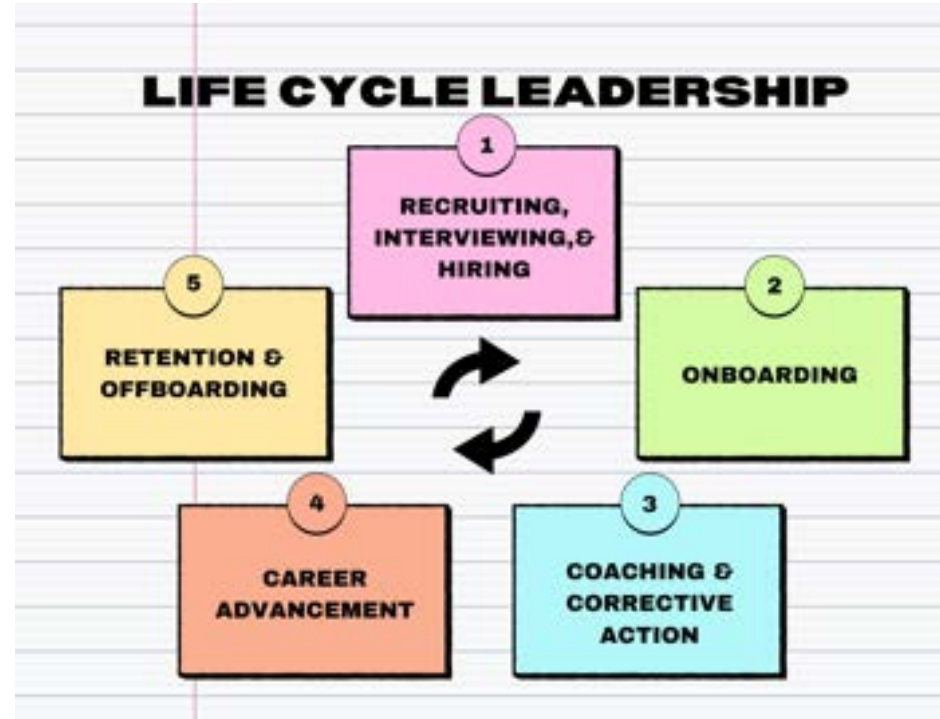 LIFE CYCLE LEADERSHIP
1
RECRUITING,
INTERVIEWING,&
HIRING
2
ONBOARDING
3
COACHING &
CORRECTIVE
ACTION
4
CAREER
ADVANCEMENT
5
RETENTION &
OFFBOARDING